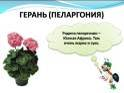 ГЕРАНЬ (ПЕЛАРГОНИЯ)
Родина пеларгонии –
Южная Африка. Там
очень жарко и сухо.